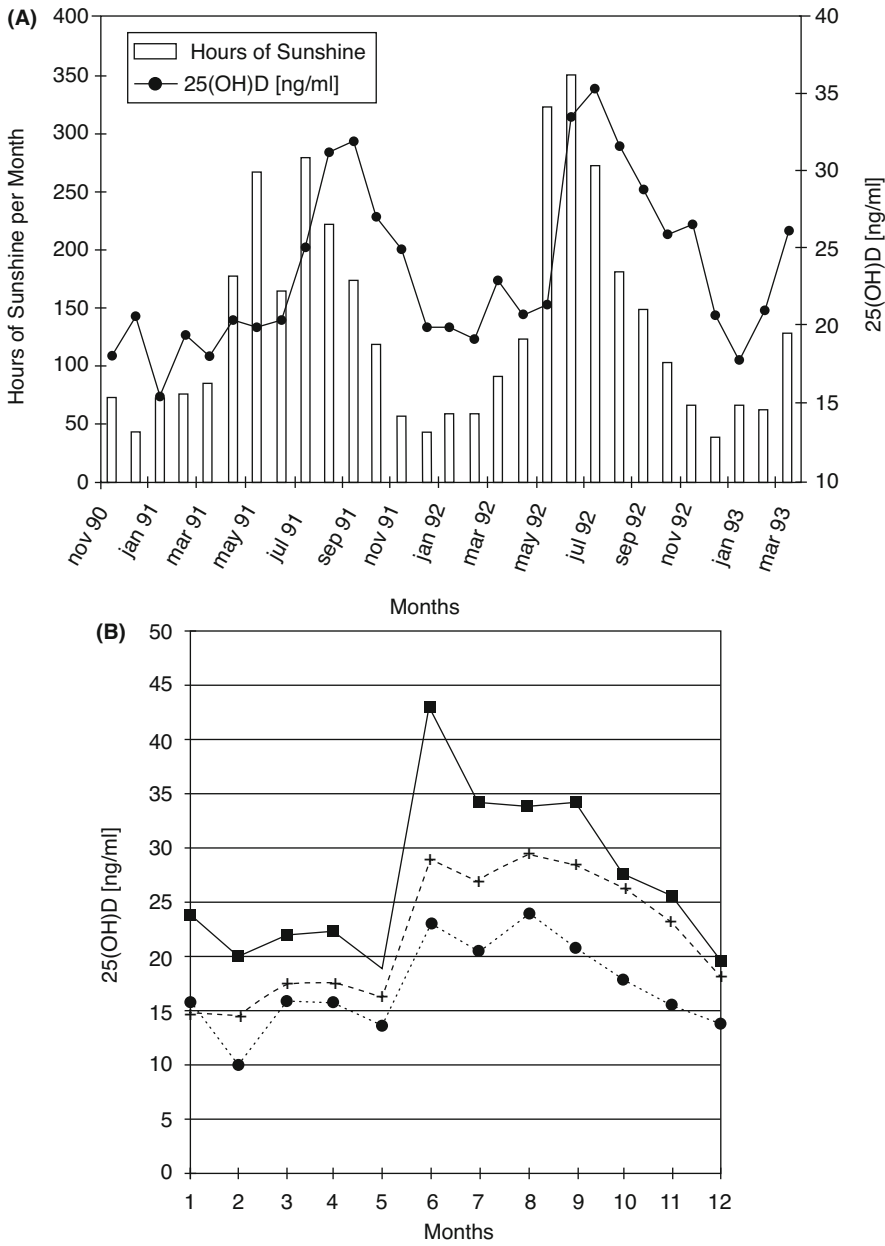 (A)
400
350
300
250
200
150
100
50
0
Hours of Sunshine per Month
Hours of Sunshine
25(OH)D [ng/ml]
40
35
30
25
20
15
10
25(OH)D [ng/ml]
nov 90
jan 91
mar 91
may 91
jul 91
sep 91
nov 91
jan 92
mar 92
may 92
jul 92
sep 92
nov 92
jan 93
mar 93
Months
(B)
50
45
40
35
30
25
20
15
10
5
0
25(OH)D [ng/ml]
1 2 3 4 5 6 7 8 9 10 11 12
Months